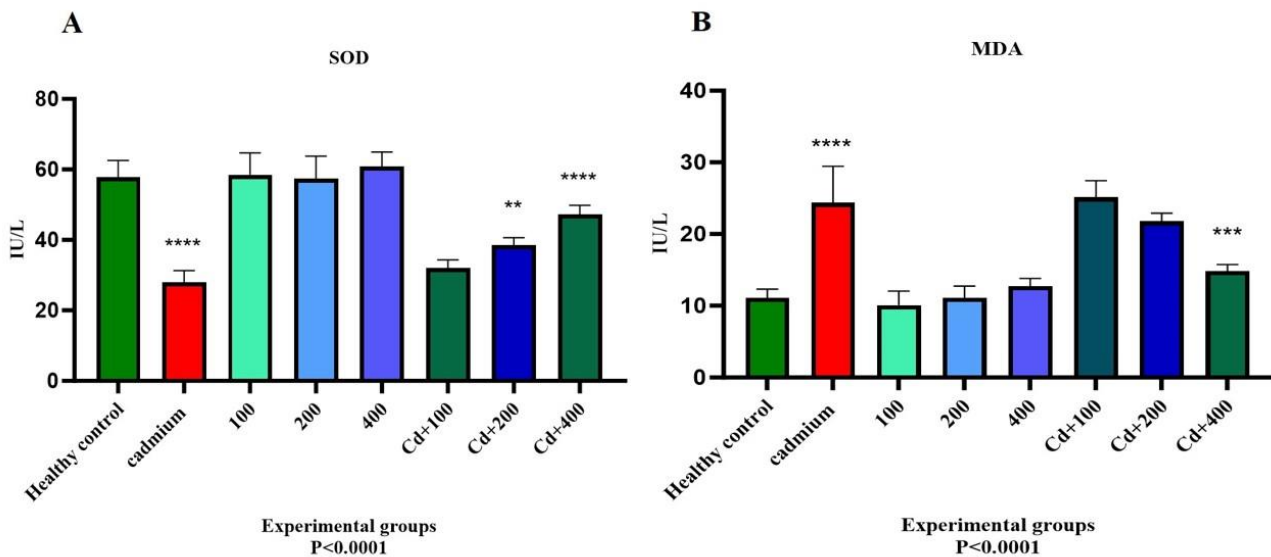 A
SOD
80
60
40
20
0
IU/L
****
**
****
Healthy control
cadmium
100
200
400
Cd+100
Cd+200
Cd+400
Experimental groups
P<0.0001
B
MDA
40
30
20
10
0
IU/L
****
***
Healthy control
cadmium
100
200
400
Cd+100
Cd+200
Cd+400
Experimental groups
P<0.0001